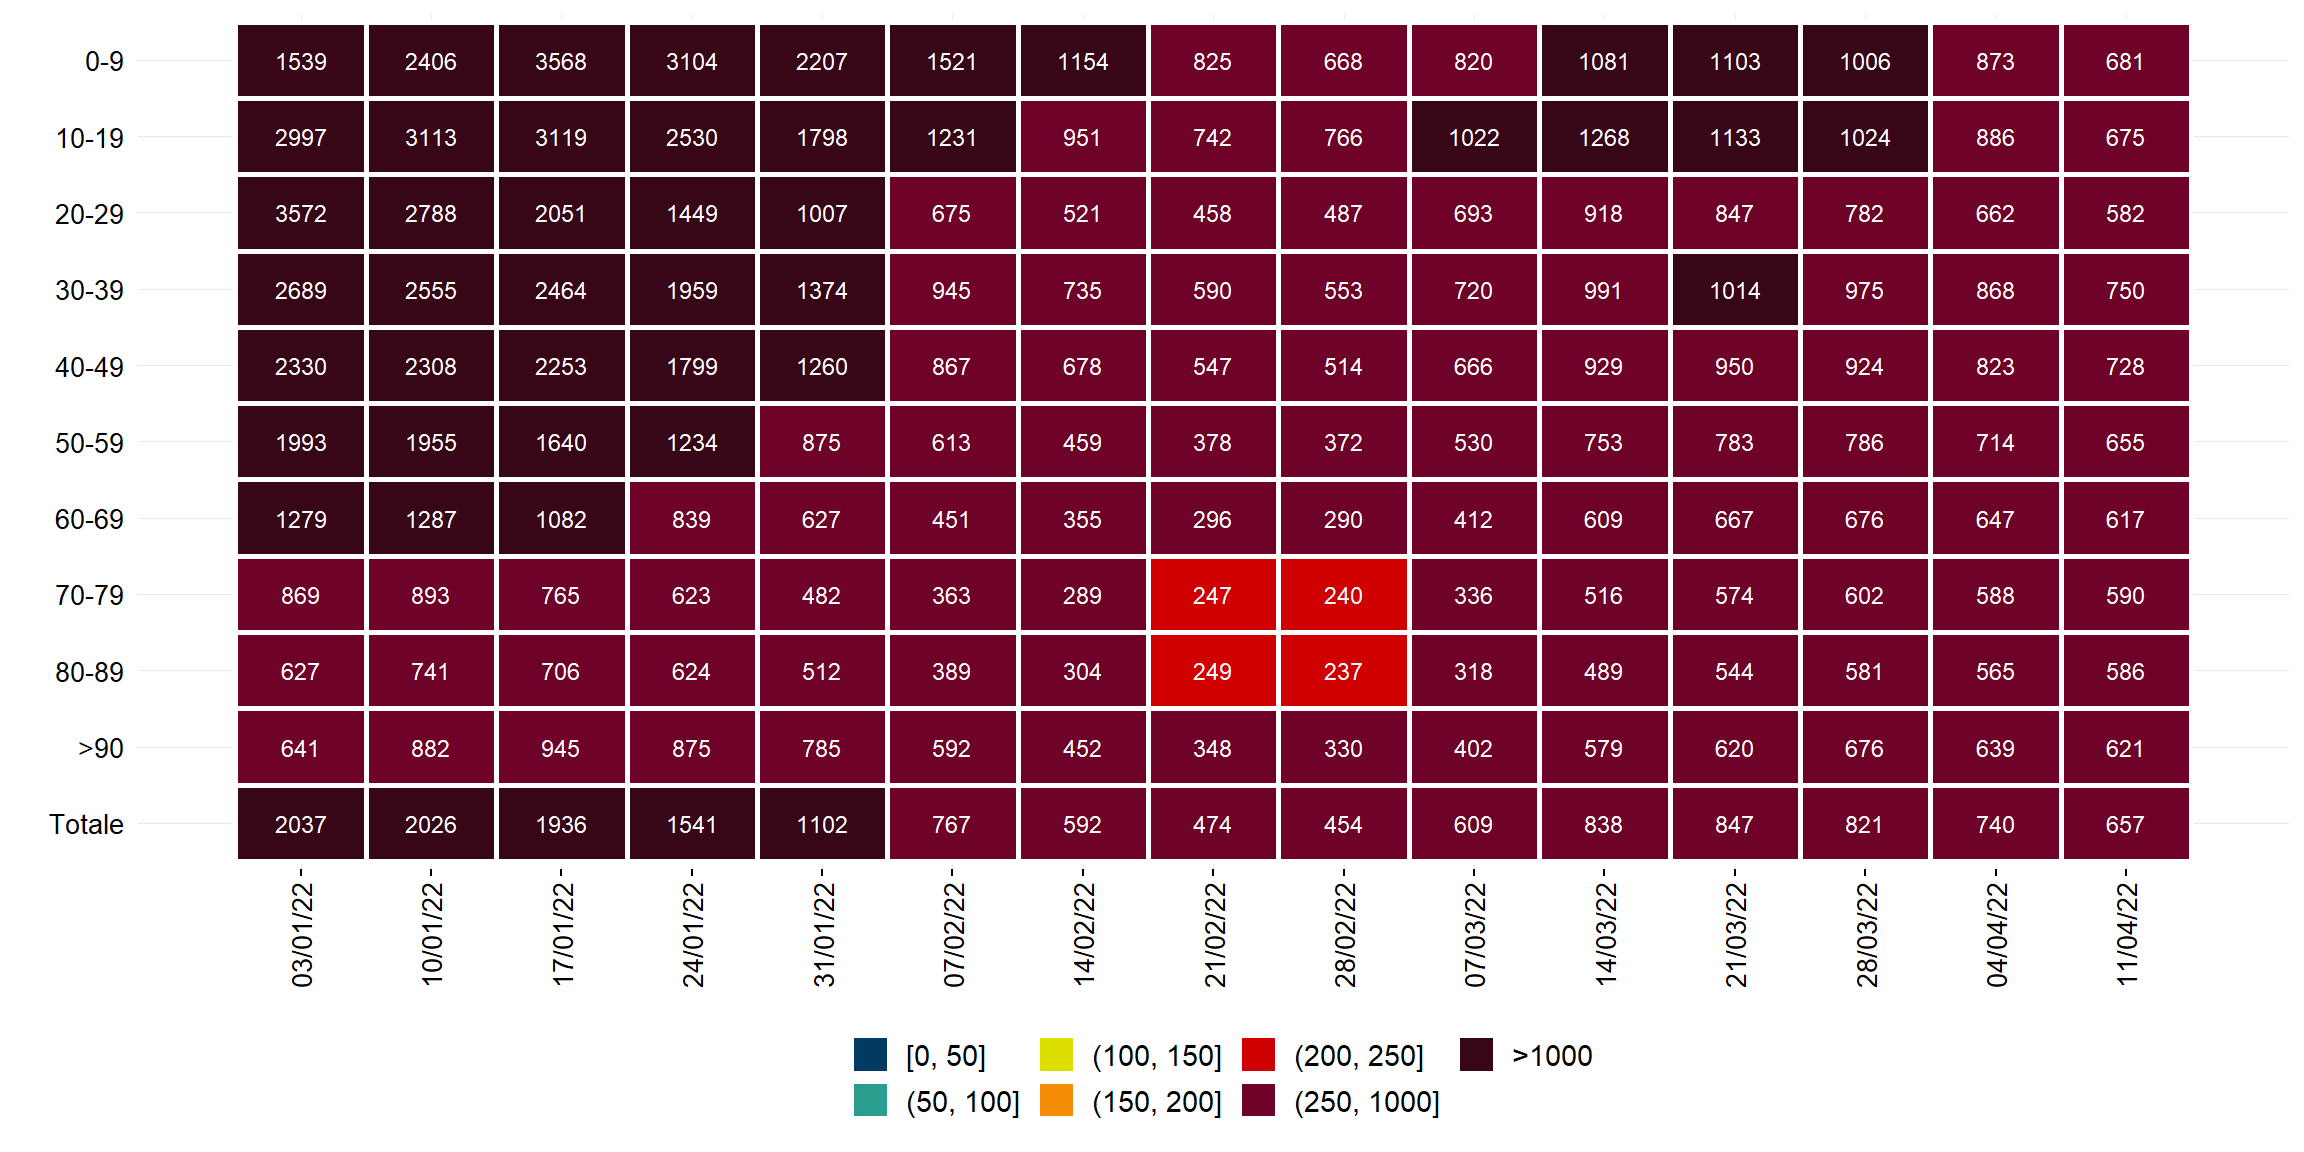 0-9 1539 2406 3568 3104 2207 1521 1154 825 668 820 1081 1103 1006 873 681
10-19 2997 3113 3119 2530 1798 1231 951 742 766 1022 1268 1133 1024 886 675
20-29 3572 2788 2051 1449 1007 675 521 458 487 693 918 847 782 662 582
30-39 2689 2555 2464 1959 1374 945 735 590 553 720 991 1014 975 868 750
40-49 2330 2308 2253 1799 1260 867 678 547 514 666 929 950 924 823 728
50-59 1993 1955 1640 1234 875 613 459 378 372 530 753 783 786 714 655
60-69 1279 1287 1082 839 627 451 355 296 290 412 609 667 676 647 617
70-79 869 893 765 623 482 363 289 247 240 336 516 574 602 588 590
80-89 627 741 706 624 512 389 304 249 237 318 489 544 581 565 586
>90 641 882 945 875 785 592 452 348 330 402 579 620 676 639 621
Totale 2037 2026 1936 1541 1102 767 592 474 454 609 838 847 821 740 657
03/01/22 10/01/22 17/01/22 24/01/22 31/01/22 07/02/22 14/02/22 21/02/22 28/02/22 07/03/22 14/03/22 21/03/22 28/03/22 04/04/22 11/04/22
[0, 50] (100, 150] (200, 250] >1000
(50, 100] (150, 200] (250, 1000]